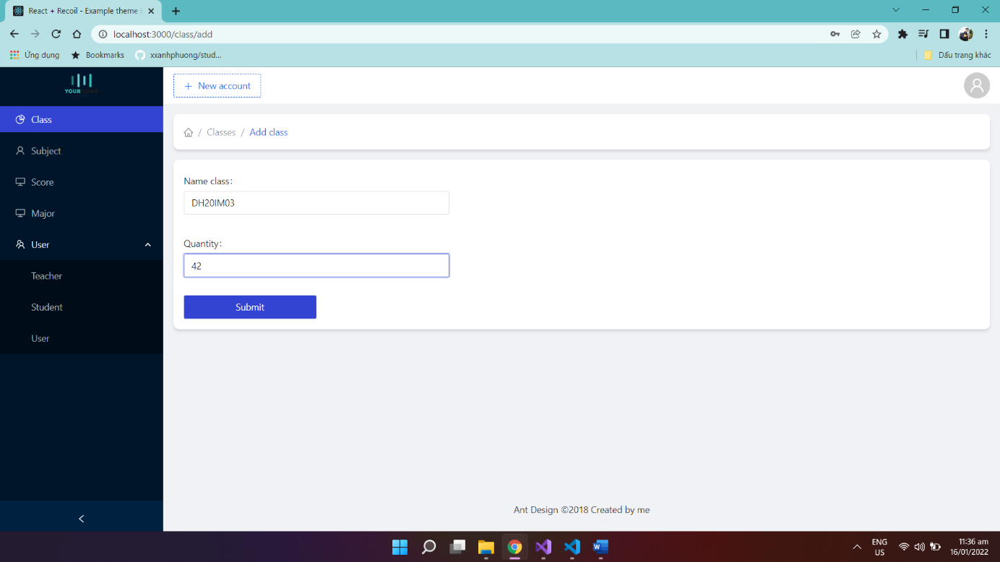 React + Recoil - Example theme
localhost:3000/class/add
Ứng dụng
Bookmarks
xxanhphuong/stud...
Dấu trang khác
YOUR LOGO
New account
Class
/ Classes / Add class
Subject
Name class:
Score
DH20IM03
Major
Quantity:
User
42
Teacher
Student
Submit
User
Ant Design ©2018 Created by me
ENG
US
11:36 am
16/01/2022